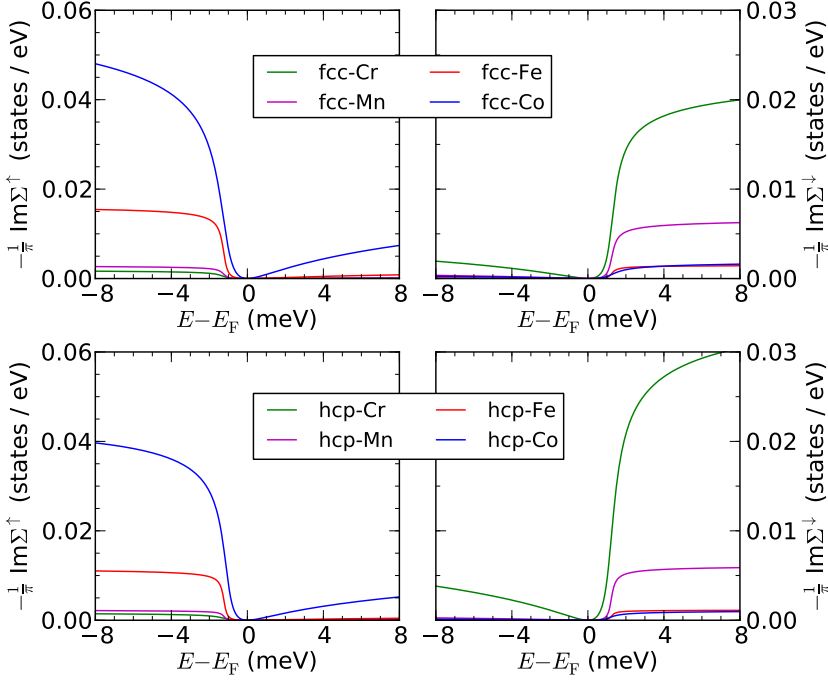 0.06
0.04
0.02
0.00
−1/π ImΣ↑ (states / eV)
−8 −4 0 4 8
E−E_F (meV)
fcc-Cr fcc-Fe
fcc-Mn fcc-Co
0.03
0.02
0.01
0.00
−1/π ImΣ↓ (states / eV)
−8 −4 0 4 8
E−E_F (meV)
0.06
0.04
0.02
0.00
−1/π ImΣ↑ (states / eV)
−8 −4 0 4 8
E−E_F (meV)
hcp-Cr hcp-Fe
hcp-Mn hcp-Co
0.03
0.02
0.01
0.00
−1/π ImΣ↓ (states / eV)
−8 −4 0 4 8
E−E_F (meV)